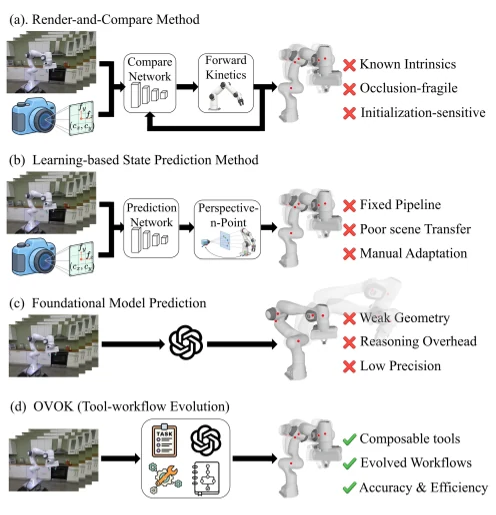 (a). Render-and-Compare Method
Compare
Network
Forward
Kinetics
Known Intrinsics
Occlusion-fragile
Initialization-sensitive
(b) Learning-based State Prediction Method
Prediction
Network
Perspective-
n-Point
Fixed Pipeline
Poor scene Transfer
Manual Adaptation
(c) Foundational Model Prediction
Weak Geometry
Reasoning Overhead
Low Precision
(d) OVOK (Tool-workflow Evolution)
TASK
Composable tools
Evolved Workflows
Accuracy & Efficiency